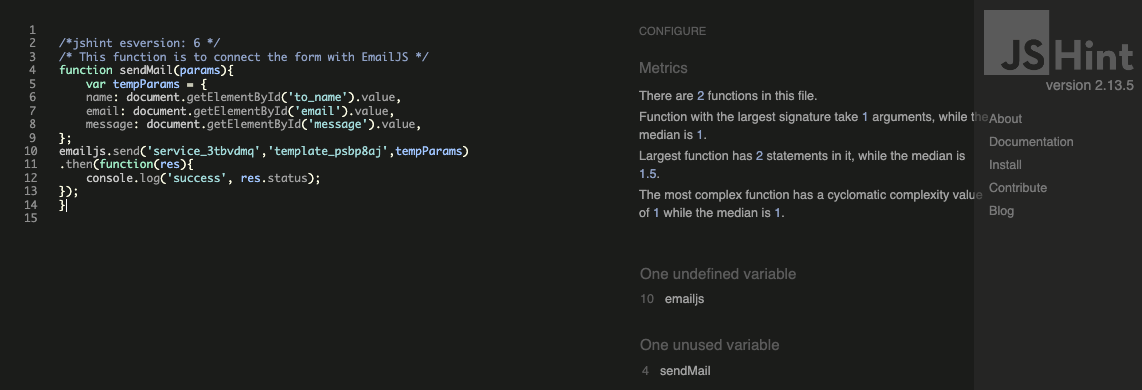 1
2 /*jshint esversion: 6 */
3 /* This function is to connect the form with EmailJS */
4 function sendMail(params){
5 var tempParams = {
6 name: document.getElementById('to_name').value,
7 email: document.getElementById('email').value,
8 message: document.getElementById('message').value,
9 };
10 emailjs.send('service_3tbvdmq','template_psbp8aj',tempParams)
11 .then(function(res){
12 console.log('success', res.status);
13 });
14 }
15
CONFIGURE
Metrics
There are 2 functions in this file.
Function with the largest signature take 1 arguments, while the
median is 1.
Largest function has 2 statements in it, while the median is
1.5.
The most complex function has a cyclomatic complexity value
of 1 while the median is 1.
One undefined variable
10 emailjs
One unused variable
4 sendMail
JSHint
version 2.13.5
About
Documentation
Install
Contribute
Blog